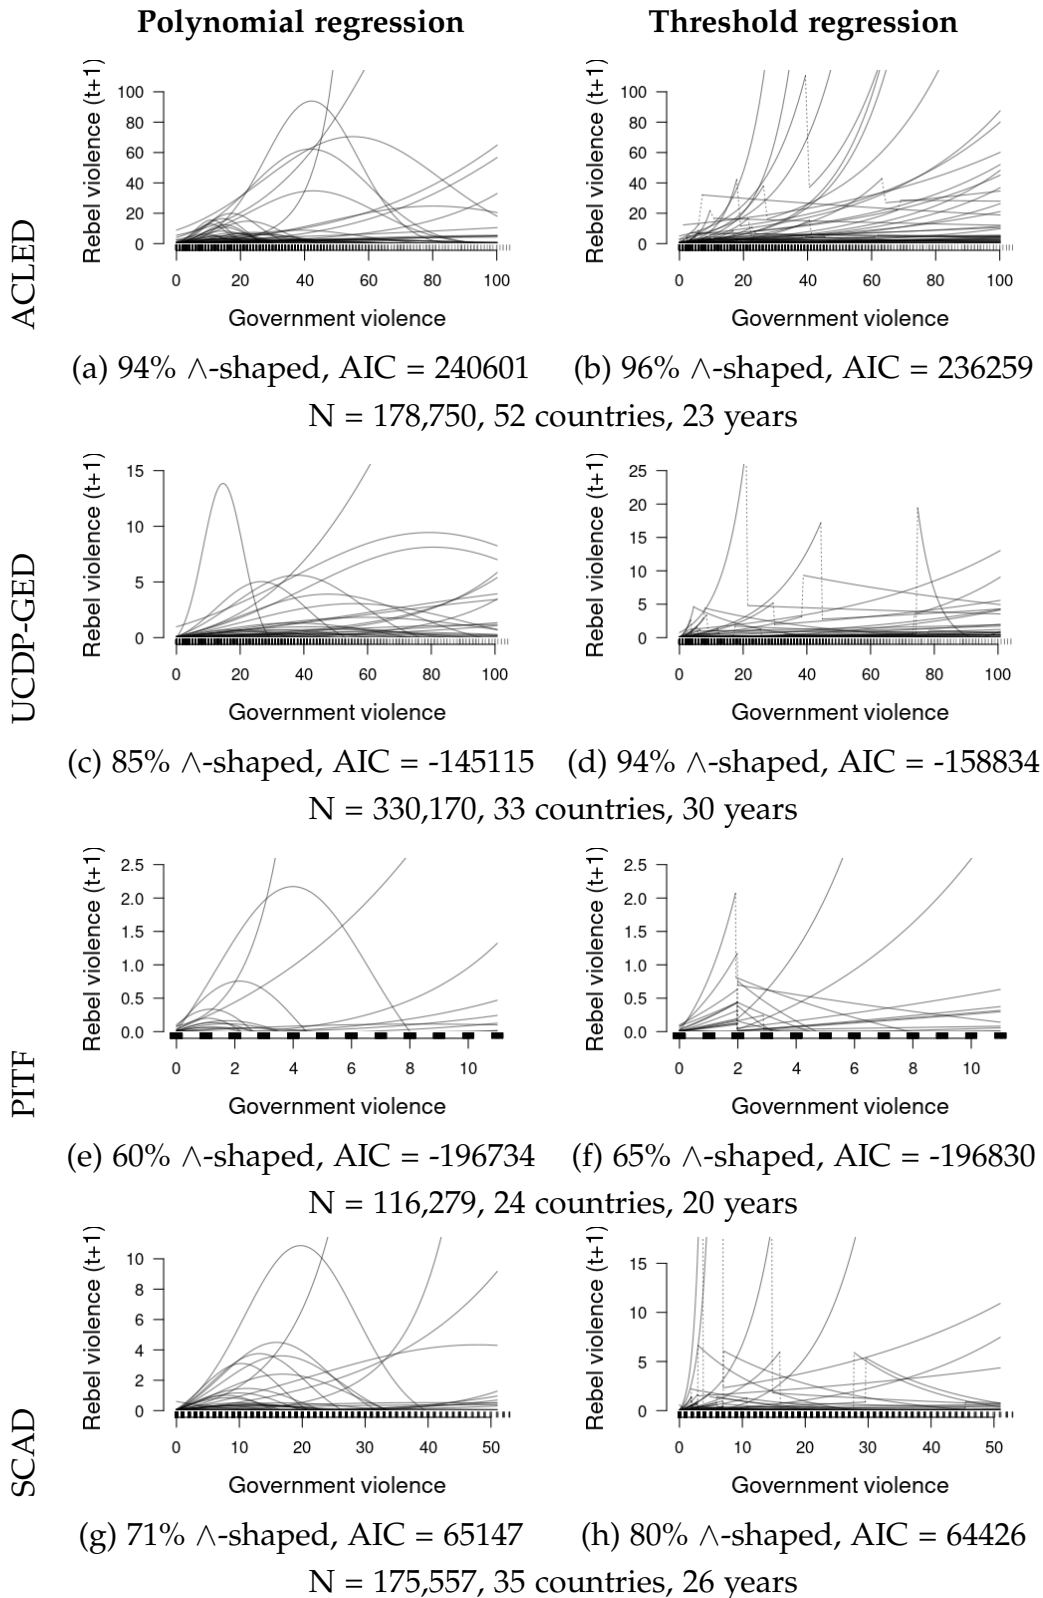 Polynomial regression Threshold regression
ACLED
Rebel violence (t+1)
100
80
60
40
20
0
0 20 40 60 80 100
Government violence
Rebel violence (t+1)
100
80
60
40
20
0
0 20 40 60 80 100
Government violence
(a) 94% ∧-shaped, AIC = 240601 (b) 96% ∧-shaped, AIC = 236259
N = 178,750, 52 countries, 23 years
UCDP-GED
Rebel violence (t+1)
15
10
5
0
0 20 40 60 80 100
Government violence
Rebel violence (t+1)
25
20
15
10
5
0
0 20 40 60 80 100
Government violence
(c) 85% ∧-shaped, AIC = -145115 (d) 94% ∧-shaped, AIC = -158834
N = 330,170, 33 countries, 30 years
PITF
Rebel violence (t+1)
2.5
2.0
1.5
1.0
0.5
0.0
0 2 4 6 8 10
Government violence
Rebel violence (t+1)
2.5
2.0
1.5
1.0
0.5
0.0
0 2 4 6 8 10
Government violence
(e) 60% ∧-shaped, AIC = -196734 (f) 65% ∧-shaped, AIC = -196830
N = 116,279, 24 countries, 20 years
SCAD
Rebel violence (t+1)
10
8
6
4
2
0
0 10 20 30 40 50
Government violence
Rebel violence (t+1)
15
10
5
0
0 10 20 30 40 50
Government violence
(g) 71% ∧-shaped, AIC = 65147 (h) 80% ∧-shaped, AIC = 64426
N = 175,557, 35 countries, 26 years